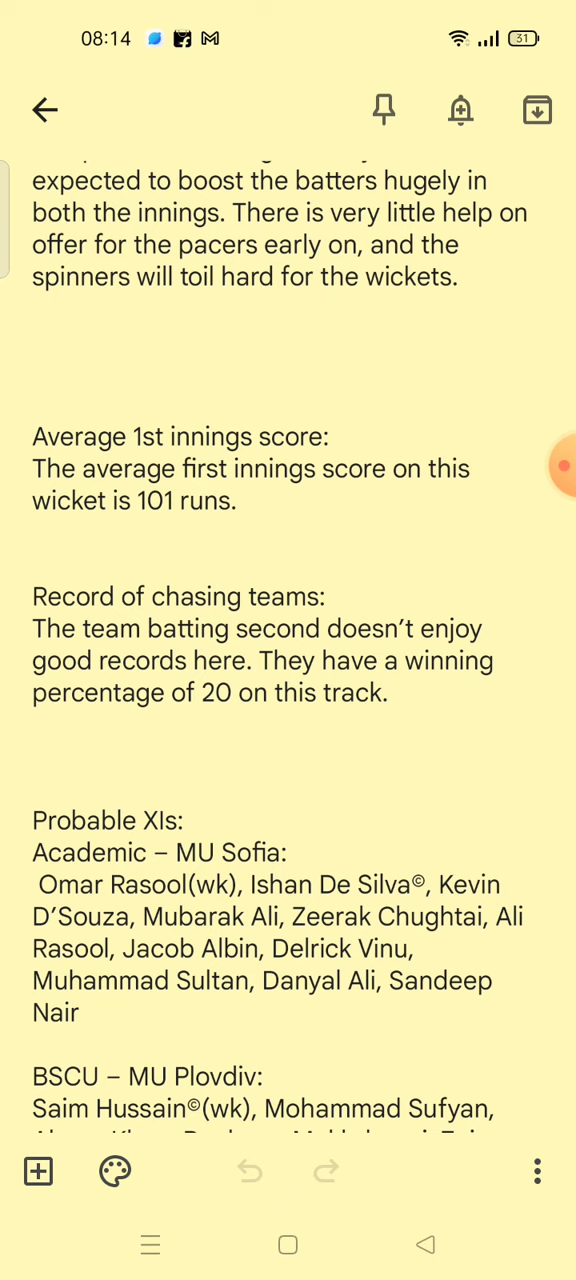 08:14
31
expected to boost the batters hugely in
both the innings. There is very little help on
offer for the pacers early on, and the
spinners will toil hard for the wickets.
Average 1st innings score:
The average first innings score on this
wicket is 101 runs.
Record of chasing teams:
The team batting second doesn’t enjoy
good records here. They have a winning
percentage of 20 on this track.
Probable XIs:
Academic – MU Sofia:
Omar Rasool(wk), Ishan De Silva©, Kevin
D’Souza, Mubarak Ali, Zeerak Chughtai, Ali
Rasool, Jacob Albin, Delrick Vinu,
Muhammad Sultan, Danyal Ali, Sandeep
Nair
BSCU – MU Plovdiv:
Saim Hussain©(wk), Mohammad Sufyan,